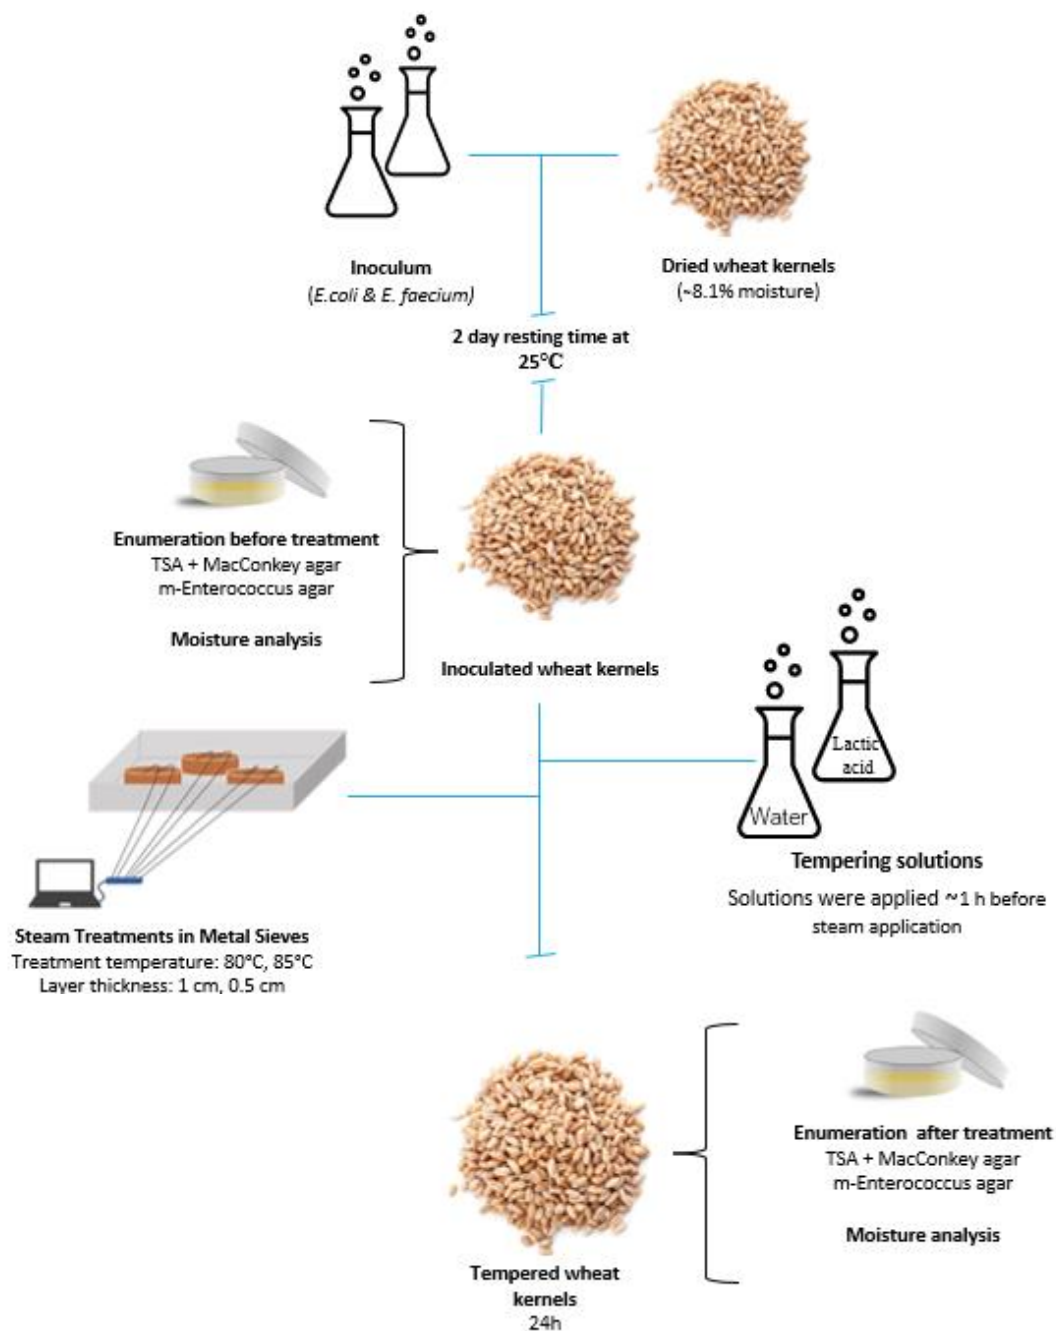 Inoculum
(E.coli & E. faecium)
Dried wheat kernels
(~8.1% moisture)
2 day resting time at
25°C
Enumeration before treatment
TSA + MacConkey agar
m-Enterococcus agar
Moisture analysis
Inoculated wheat kernels
Lactic
acid
Water
Tempering solutions
Solutions were applied ~1 h before
steam application
Steam Treatments in Metal Sieves
Treatment temperature: 80°C, 85°C
Layer thickness: 1 cm, 0.5 cm
Enumeration after treatment
TSA + MacConkey agar
m-Enterococcus agar
Moisture analysis
Tempered wheat
kernels
24h